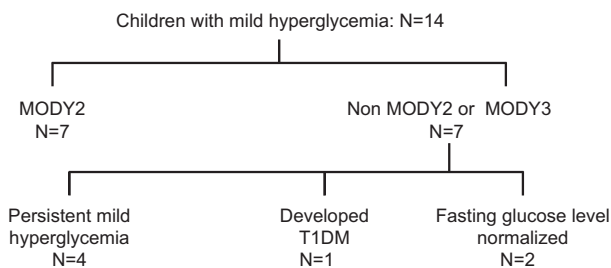 Children with mild hyperglycemia: N=14
MODY2
N=7
Non MODY2 or MODY3
N=7
Persistent mild
hyperglycemia
N=4
Developed
T1DM
N=1
Fasting glucose level
normalized
N=2